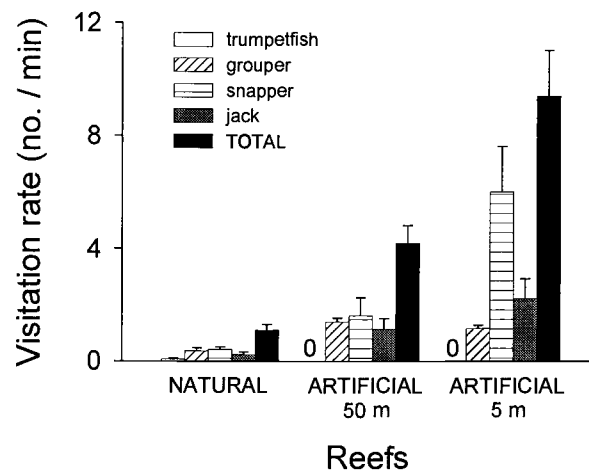 Visitation rate (no. / min)
12
8
4
0
trumpetfish
grouper
snapper
jack
TOTAL
0
0
NATURAL
ARTIFICIAL
50 m
ARTIFICIAL
5 m
Reefs